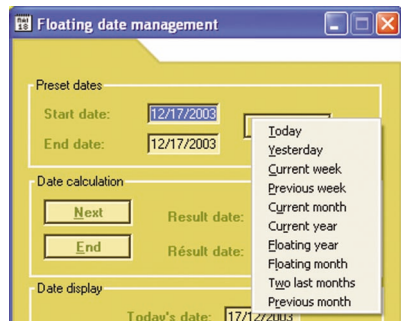 Floating date management
Preset dates
Start date: 12/17/2003
End date: 12/17/2003
Today
Yesterday
Current week
Previous week
Current month
Current year
Floating year
Floating month
Two last months
Previous month
Date calculation
Next Result date:
End Résult date:
Date display
Today's date: 17/12/2003